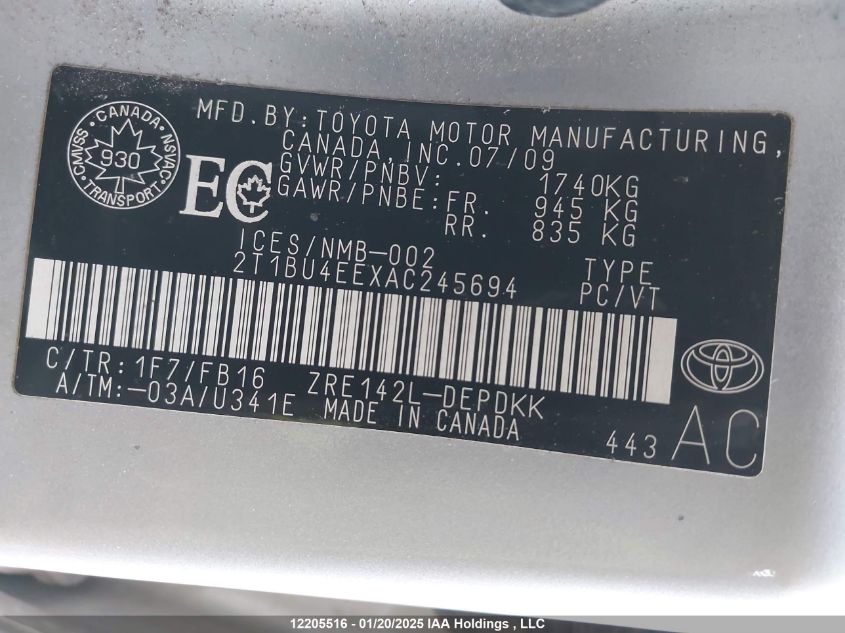 MFD. BY: TOYOTA MOTOR MANUFACTURING,
CANADA, INC. 07/09
GVWR/PNBV: 1740KG
GAWR/PNBE: FR. 945 KG
RR. 835 KG
CANADA
CMVSS 930 NSVAC
TRANSPORT
EC
ICES/NMB-002
2T1BU4EEXAC245694
TYPE
PC/VT
C/TR: 1F7/FB16 ZRE142L-DEPDKK
A/TM:-03A/U341E MADE IN CANADA
443 AC
12205516 - 01/20/2025 IAA Holdings , LLC